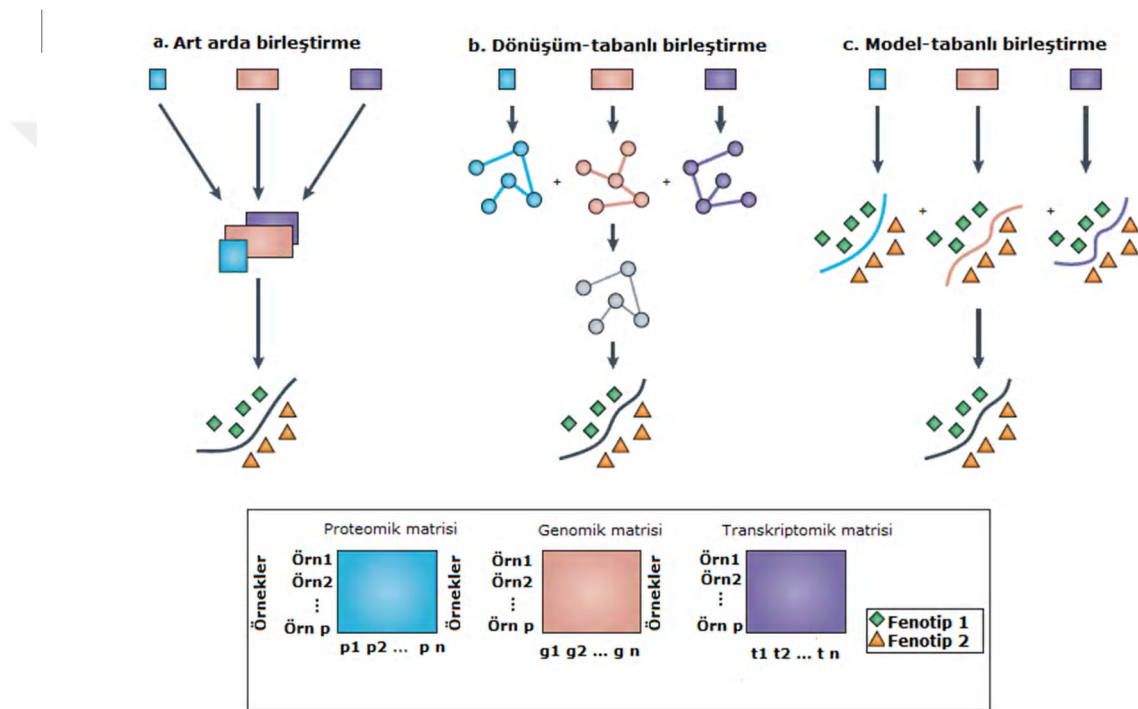 a. Art arda birleştirme
b. Dönüşüm-tabanlı birleştirme
c. Model-tabanlı birleştirme
+ +
+ +
Proteomik matrisi
Örnekler
Örn1
Örn2
...
Örn p
p1 p2 ... p n
Genomik matrisi
Örnekler
Örn1
Örn2
...
Örn p
g1 g2 ... g n
Transkriptomik matrisi
Örnekler
Örn1
Örn2
...
Örn p
t1 t2 ... t n
Fenotip 1
Fenotip 2